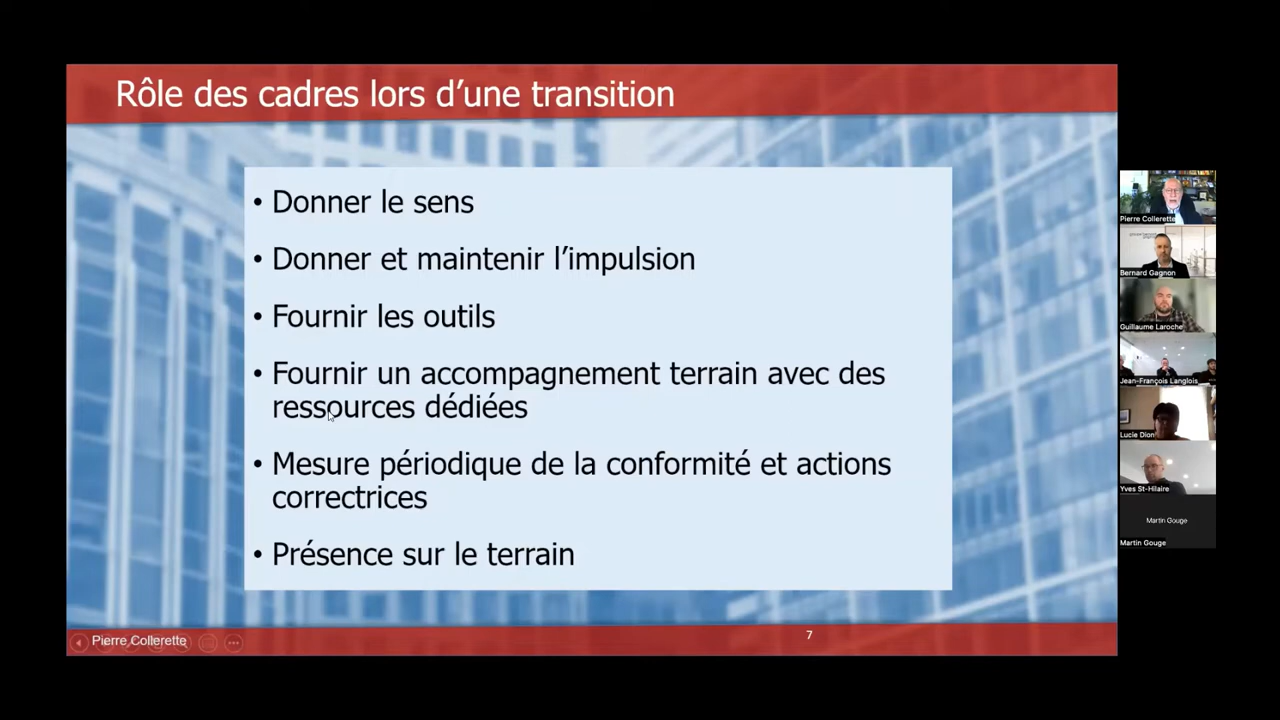 Rôle des cadres lors d’une transition
• Donner le sens
• Donner et maintenir l’impulsion
• Fournir les outils
• Fournir un accompagnement terrain avec des
ressources dédiées
• Mesure périodique de la conformité et actions
correctrices
• Présence sur le terrain
Pierre Collerette
7
Pierre Collerette
Bernard Gagnon
Guillaume Laroche
Jean-François Langlois
Lucie Dion
Yves St-Hilaire
Martin Gouge
Martin Gouge